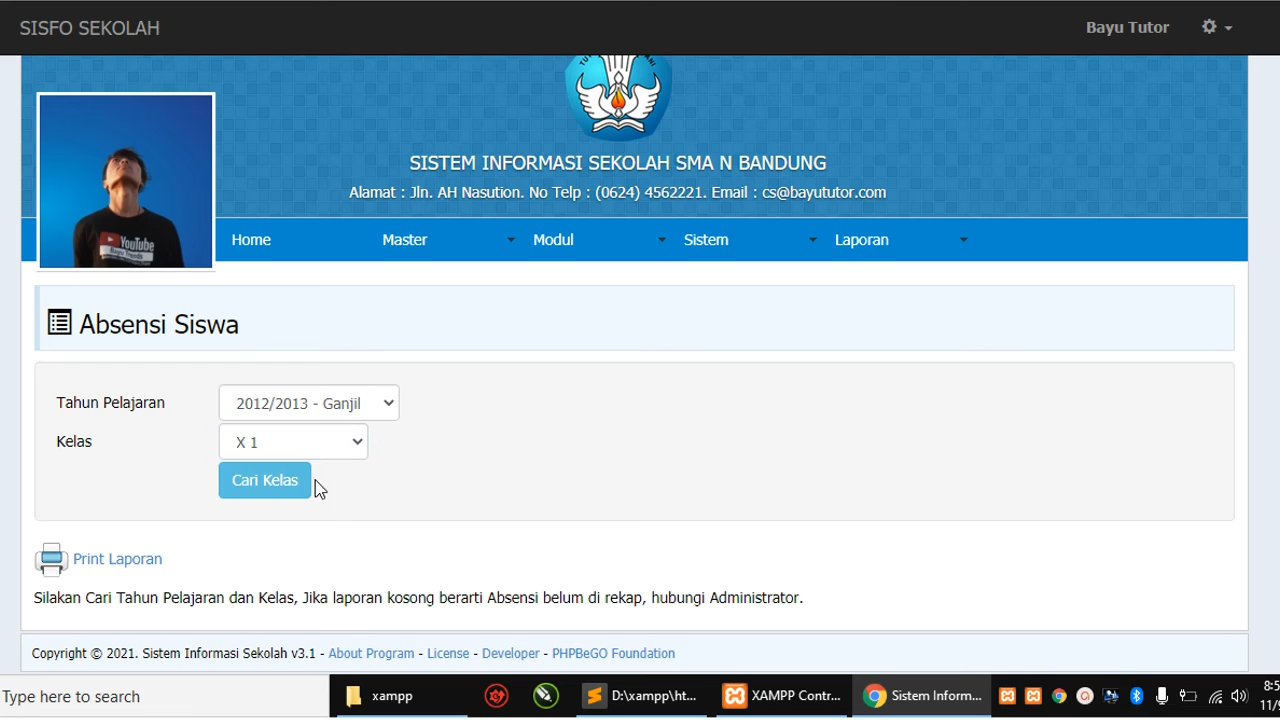 SISFO SEKOLAH
Bayu Tutor
SISTEM INFORMASI SEKOLAH SMA N BANDUNG
Alamat : Jln. AH Nasution. No Telp : (0624) 4562221. Email : cs@bayututor.com
YouTube
Home Master Modul Sistem Laporan
Absensi Siswa
Tahun Pelajaran 2012/2013 - Ganjil
Kelas X 1
Cari Kelas
Print Laporan
Silakan Cari Tahun Pelajaran dan Kelas, Jika laporan kosong berarti Absensi belum di rekap, hubungi Administrator.
Copyright © 2021. Sistem Informasi Sekolah v3.1 - About Program - License - Developer - PHPBeGO Foundation
Type here to search
xampp
D:\xampp\ht...
XAMPP Contr...
Sistem Inform...